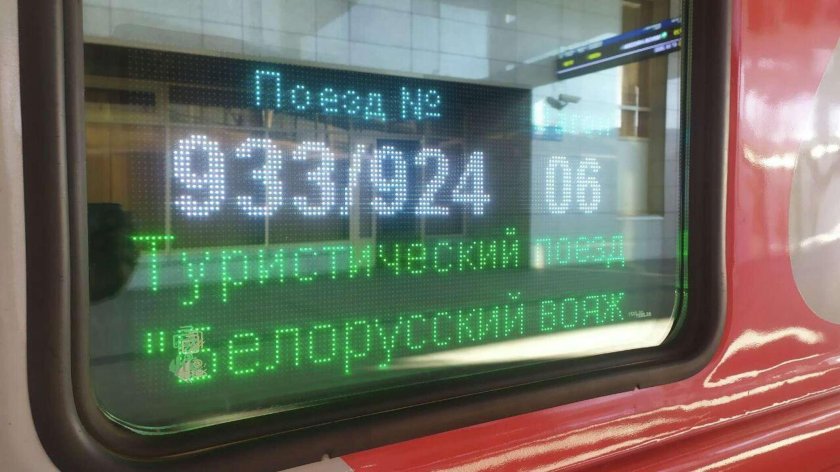 Поезд №
933/924 06
Туристический поезд
"Белорусский вояж